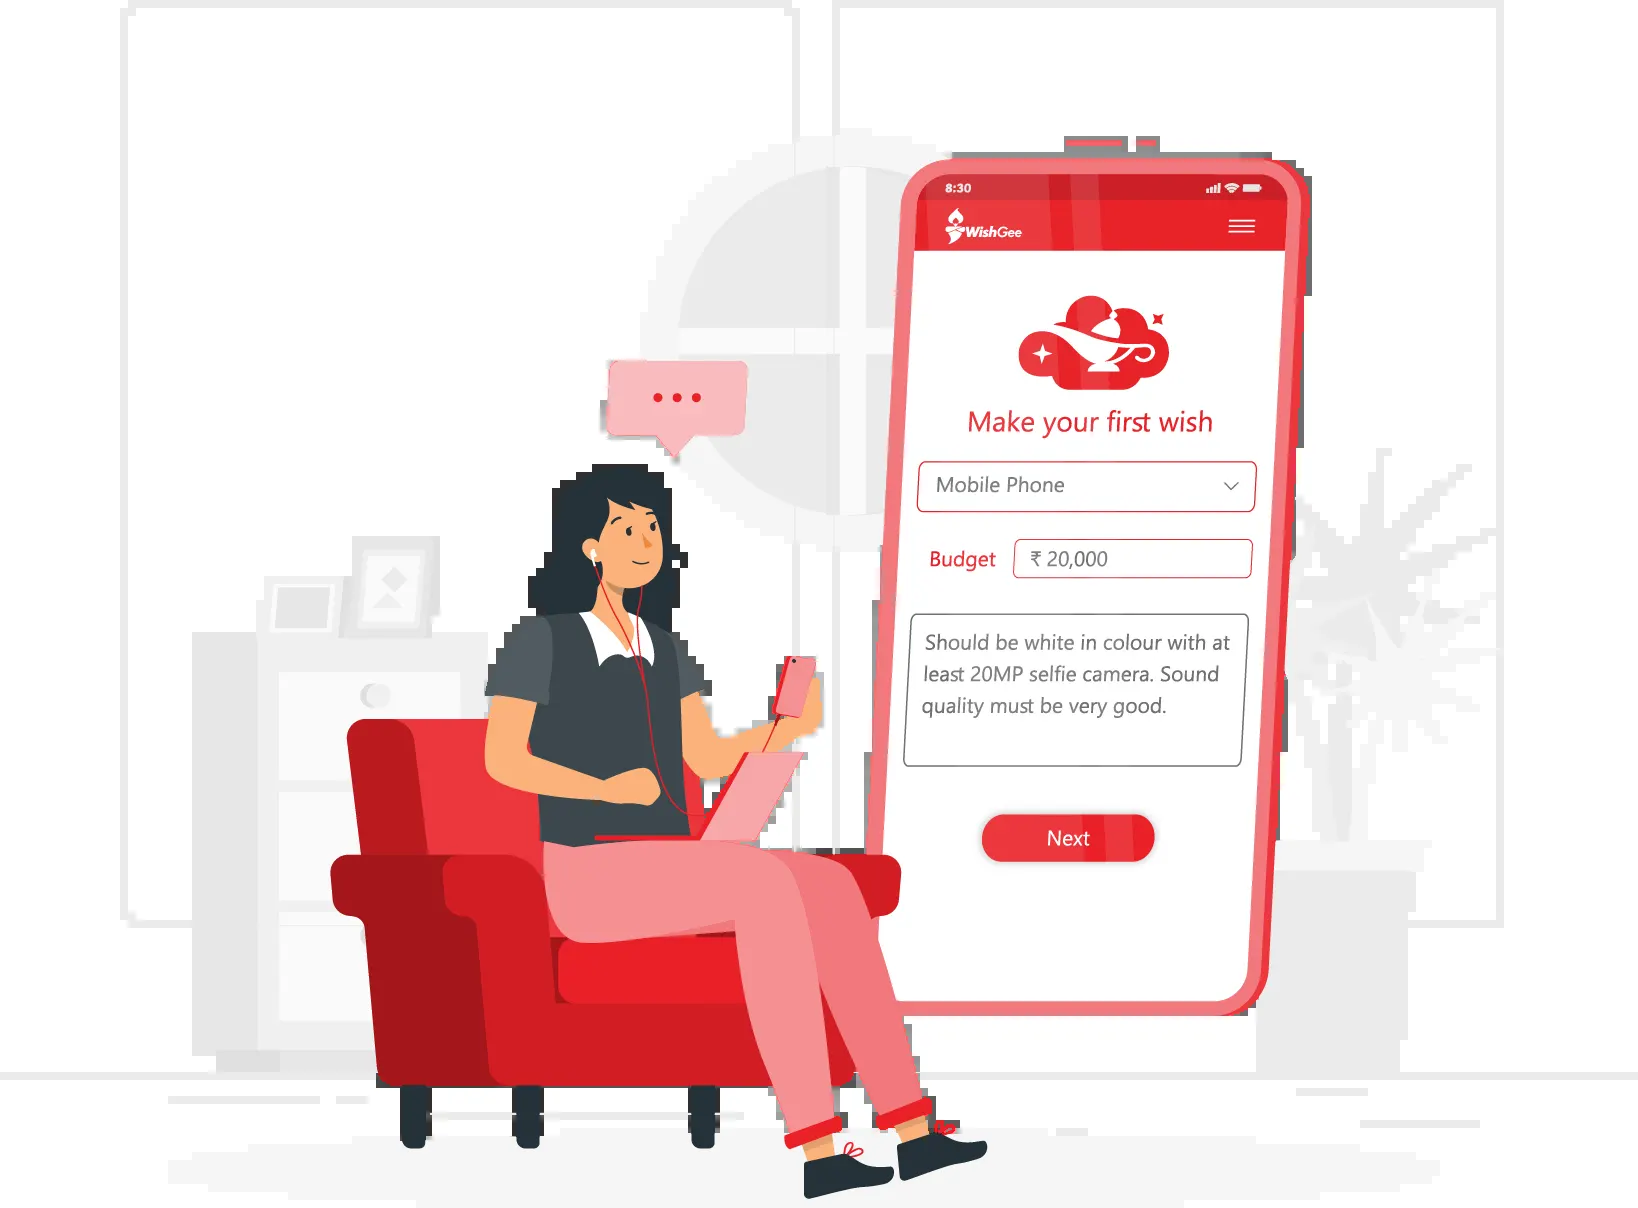 8:30
WishGee
Make your first wish
Mobile Phone
Budget
₹ 20,000
Should be white in colour with at
least 20MP selfie camera. Sound
quality must be very good.
Next